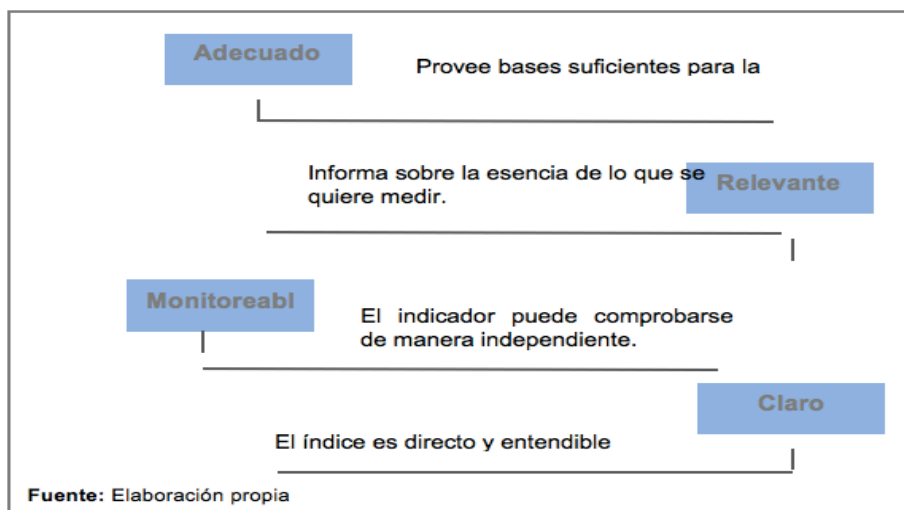 Adecuado
Provee bases suficientes para la
Informa sobre la esencia de lo que se
quiere medir.
Relevante
Monitoreabl
El indicador puede comprobarse
de manera independiente.
Claro
El índice es directo y entendible
Fuente: Elaboración propia